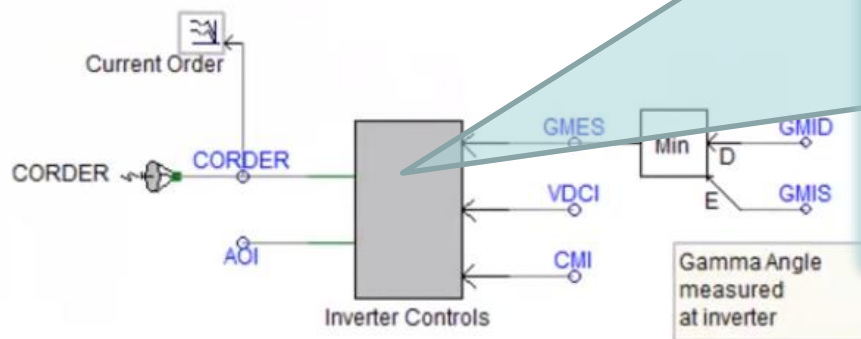 Current Order
CORDER
CORDER
AOI
GMES
VDCI
CMI
Inverter Controls
Min
D
E
GMID
GMIS
Gamma Angle
measured
at inverter